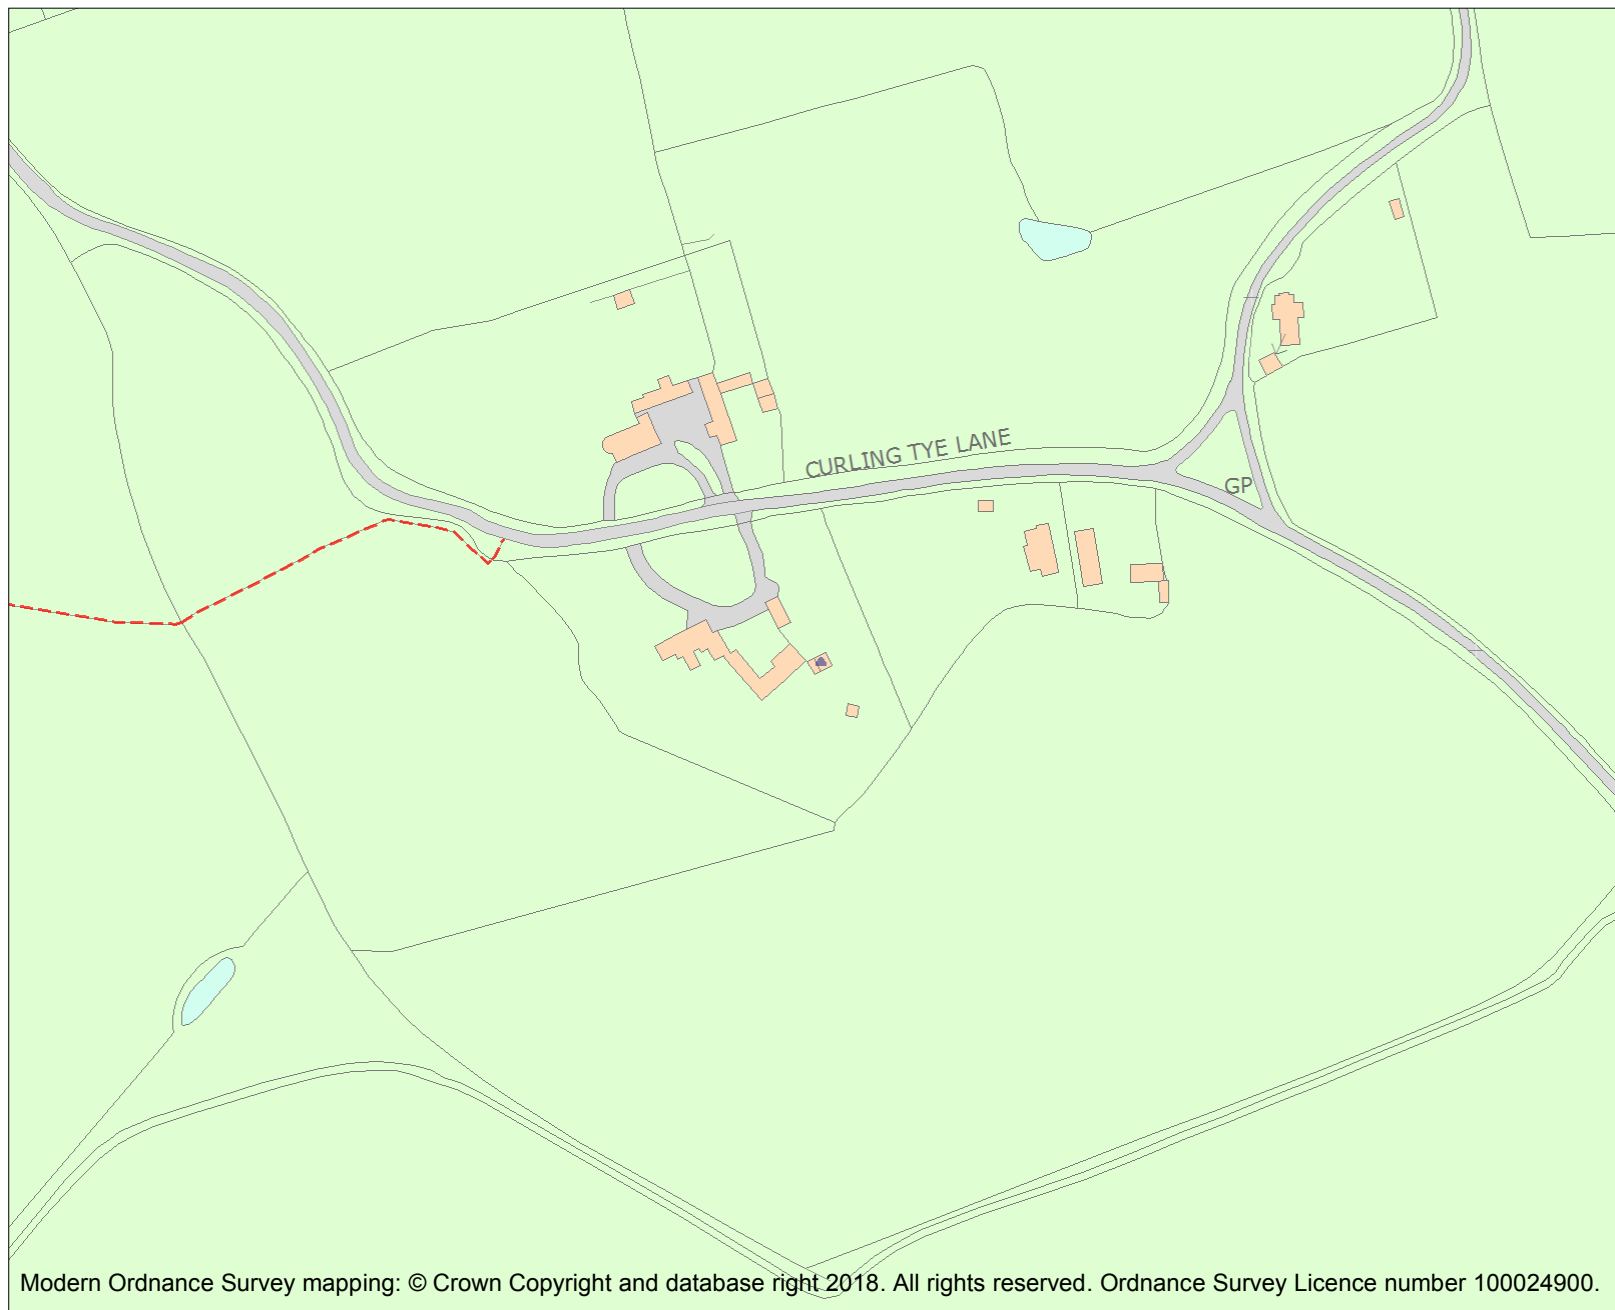 CURLING TYE LANE
GP
Modern Ordnance Survey mapping: © Crown Copyright and database right 2018. All rights reserved. Ordnance Survey Licence number 100024900.